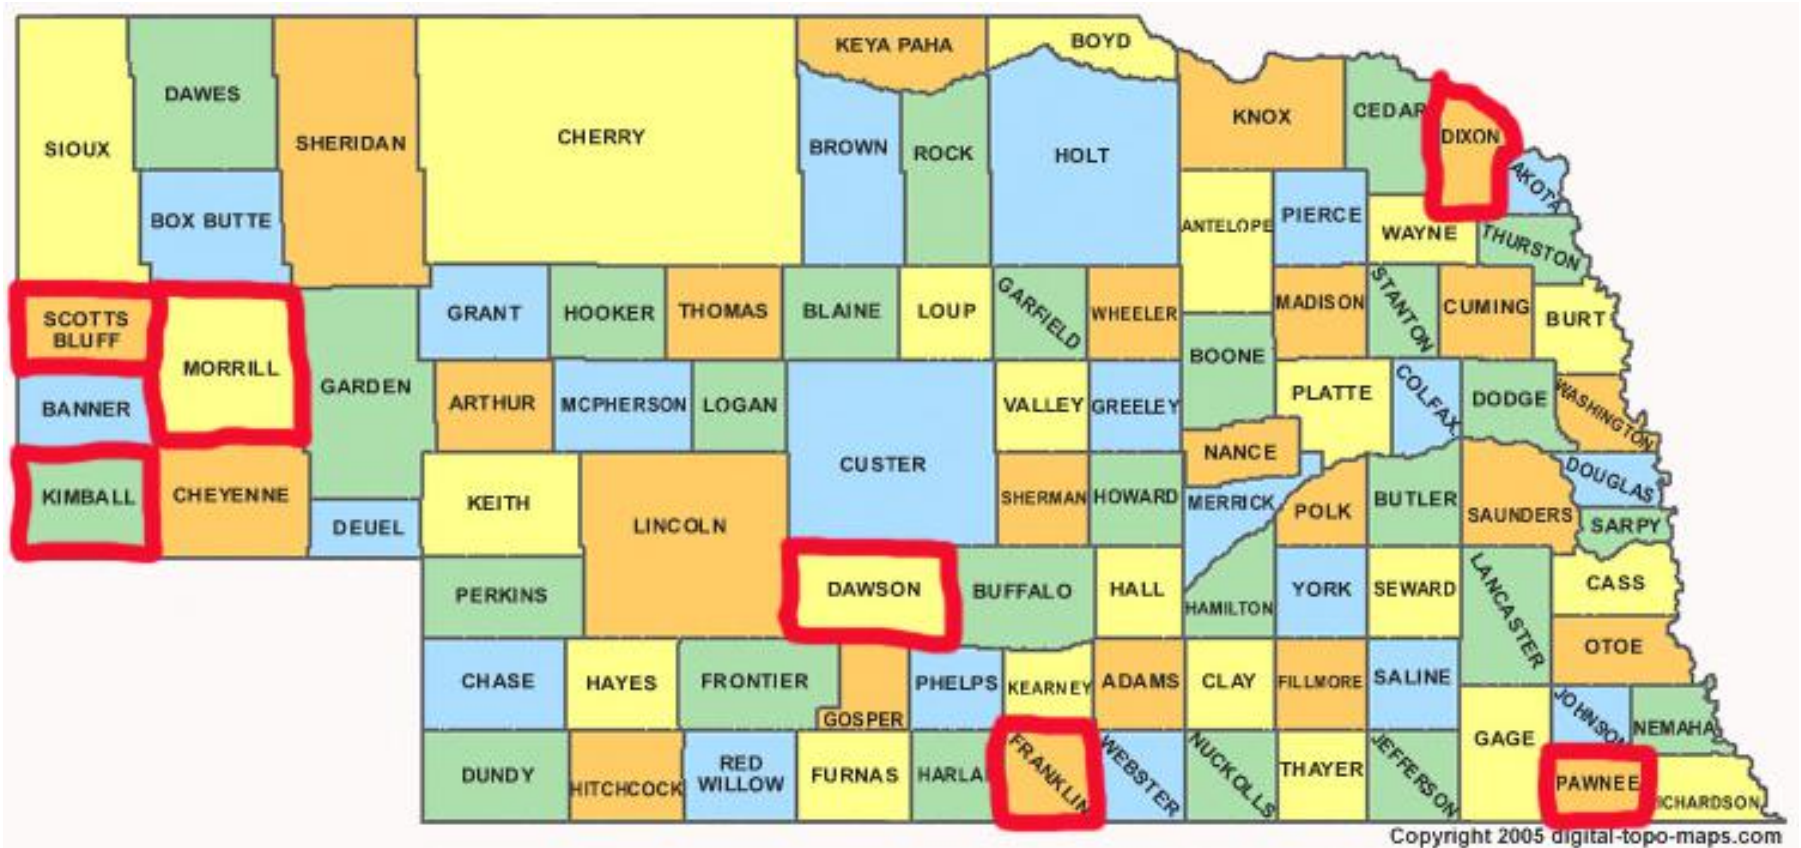 KEYA PAHA
BOYD
DAWES
SIOUX
SHERIDAN
CHERRY
BROWN
ROCK
HOLT
KNOX
CEDAR
DIXON
AKOTA
BOX BUTTE
ANTELOPE
PIERCE
WAYNE
THURSTON
SCOTTS
BLUFF
MORRILL
GARDEN
GRANT
HOOKER
THOMAS
BLAINE
LOUP
GARFIELD
WHEELER
BOONE
MADISON
STANTON
CUMING
BURT
BANNER
ARTHUR
MCPHERSON
LOGAN
CUSTER
VALLEY
GREELEY
PLATTE
COLFAX
DODGE
WASHINGTON
NANCE
KIMBALL
CHEYENNE
DEUEL
KEITH
LINCOLN
SHERMAN
HOWARD
MERRICK
POLK
BUTLER
SAUNDERS
DOUGLAS
SARPY
PERKINS
DAWSON
BUFFALO
HALL
HAMILTON
YORK
SEWARD
LANCASTER
CASS
OTOE
CHASE
HAYES
FRONTIER
GOSPER
PHELPS
KEARNEY
ADAMS
CLAY
FILLMORE
SALINE
GAGE
JOHNSON
NEMAHA
DUNDY
HITCHCOCK
RED
WILLOW
FURNAS
HARLA
FRANKLIN
WEBSTER
NUCKOLLS
THAYER
JEFFERSON
PAWNEE
ICHARDSON
Copyright 2005 digital-topo-maps.com